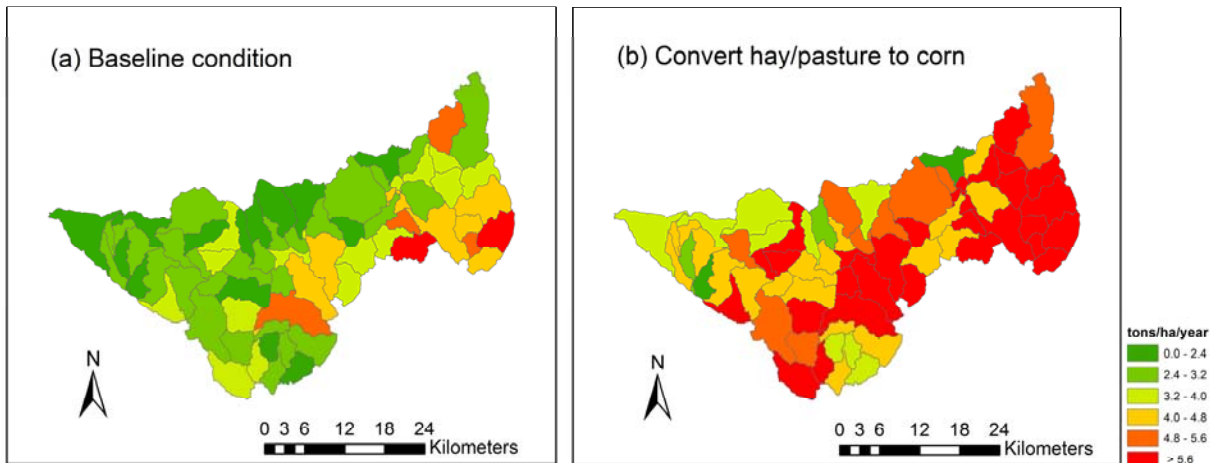 (a) Baseline condition
(b) Convert hay/pasture to corn
N
0 3 6 12 18 24
Kilometers
N
0 3 6 12 18 24
Kilometers
tons/ha/year
0.0 - 2.4
2.4 - 3.2
3.2 - 4.0
4.0 - 4.8
4.8 - 5.6
> 5.6